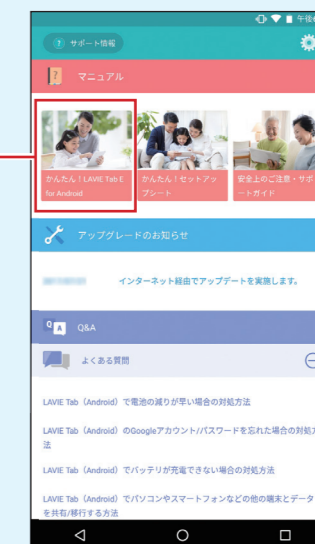 午後
? サポート情報
? マニュアル
かんたん！LAVIE Tab E
for Android
かんたん！セットアッ
プシート
安全上のご注意・サポ
ートガイド
アップグレードのお知らせ
インターネット経由でアップデートを実施します。
Q A Q&A
よくある質問
LAVIE Tab（Android）で電池の減りが早い場合の対処方法
LAVIE Tab（Android）のGoogleアカウント/パスワードを忘れた場合の対処方
法
LAVIE Tab（Android）でバッテリが充電できない場合の対処方法
LAVIE Tab（Android）でパソコンやスマートフォンなどの他の端末とデータ
を共有/移行する方法